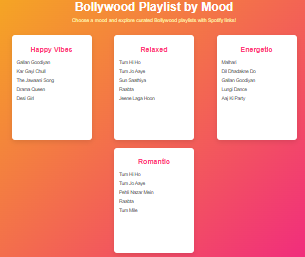 Bollywood Playlist by Mood
Choose a mood and explore curated Bollywood playlists with Spotify links!
Happy Vibes
Gallan Goodiyan
Kar Gayi Chull
The Jawaani Song
Drama Queen
Desi Girl
Relaxed
Tum Hi Ho
Tum Jo Aaye
Sun Saathiya
Raabta
Jeene Laga Hoon
Energetic
Malhari
Dil Dhadakne Do
Gallan Goodiyan
Lungi Dance
Aaj Ki Party
Romantic
Tum Hi Ho
Tum Jo Aaye
Pehli Nazar Mein
Raabta
Tum Mile